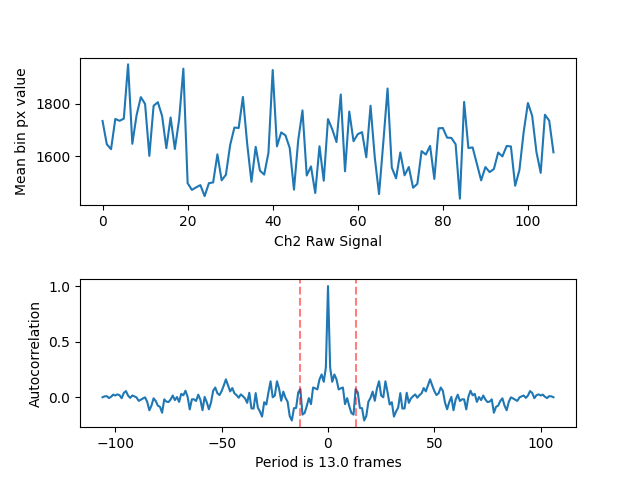 Mean bin px value
1800
1600
0 20 40 60 80 100
Ch2 Raw Signal
Autocorrelation
1.0
0.5
0.0
−100 −50 0 50 100
Period is 13.0 frames